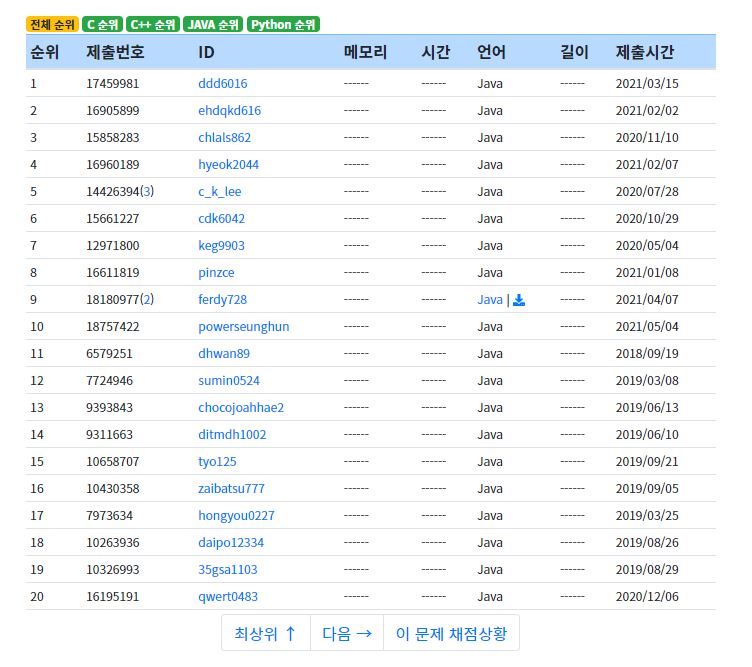 전체 순위 C 순위 C++ 순위 JAVA 순위 Python 순위
순위 제출번호 ID 메모리 시간 언어 길이 제출시간
1 17459981 ddd6016 ------ ------ Java ------ 2021/03/15
2 16905899 ehdqkd616 ------ ------ Java ------ 2021/02/02
3 15858283 chlals862 ------ ------ Java ------ 2020/11/10
4 16960189 hyeok2044 ------ ------ Java ------ 2021/02/07
5 14426394(3) c_k_lee ------ ------ Java ------ 2020/07/28
6 15661227 cdk6042 ------ ------ Java ------ 2020/10/29
7 12971800 keg9903 ------ ------ Java ------ 2020/05/04
8 16611819 pinzce ------ ------ Java ------ 2021/01/08
9 18180977(2) ferdy728 ------ ------ Java | ------ 2021/04/07
10 18757422 powerseunghun ------ ------ Java ------ 2021/05/04
11 6579251 dhwan89 ------ ------ Java ------ 2018/09/19
12 7724946 sumin0524 ------ ------ Java ------ 2019/03/08
13 9393843 chocojoahhae2 ------ ------ Java ------ 2019/06/13
14 9311663 ditmdh1002 ------ ------ Java ------ 2019/06/10
15 10658707 tyo125 ------ ------ Java ------ 2019/09/21
16 10430358 zaibatsu777 ------ ------ Java ------ 2019/09/05
17 7973634 hongyou0227 ------ ------ Java ------ 2019/03/25
18 10263936 daipo12334 ------ ------ Java ------ 2019/08/26
19 10326993 35gsa1103 ------ ------ Java ------ 2019/08/29
20 16195191 qwert0483 ------ ------ Java ------ 2020/12/06
최상위 ↑ 다음 → 이 문제 채점상황